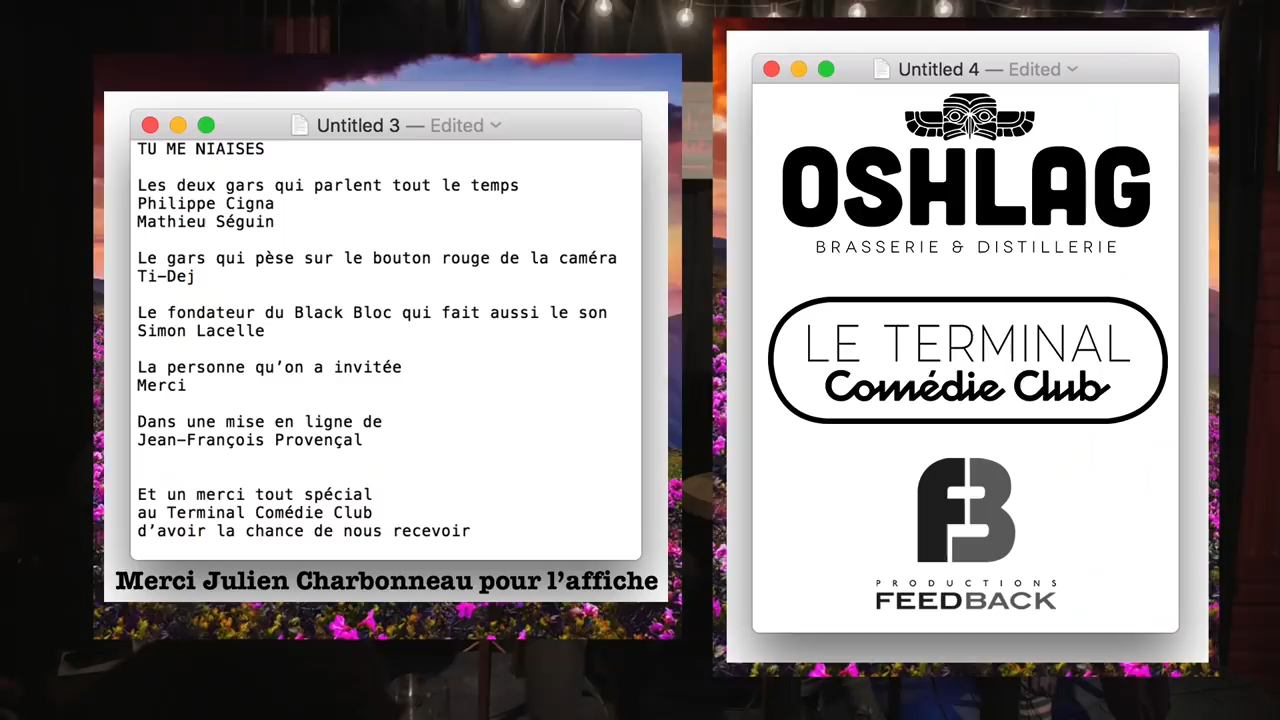 Untitled 3 — Edited
TU ME NIAISES
Les deux gars qui parlent tout le temps
Philippe Cigna
Mathieu Séguin
Le gars qui pèse sur le bouton rouge de la caméra
Ti-Dej
Le fondateur du Black Bloc qui fait aussi le son
Simon Lacelle
La personne qu’on a invitée
Merci
Dans une mise en ligne de
Jean-François Provençal
Et un merci tout spécial
au Terminal Comédie Club
d’avoir la chance de nous recevoir
Merci Julien Charbonneau pour l’affiche
Untitled 4 — Edited
OSHLAG
BRASSERIE & DISTILLERIE
LE TERMINAL
Comédie Club
FB
PRODUCTIONS
FEEDBACK